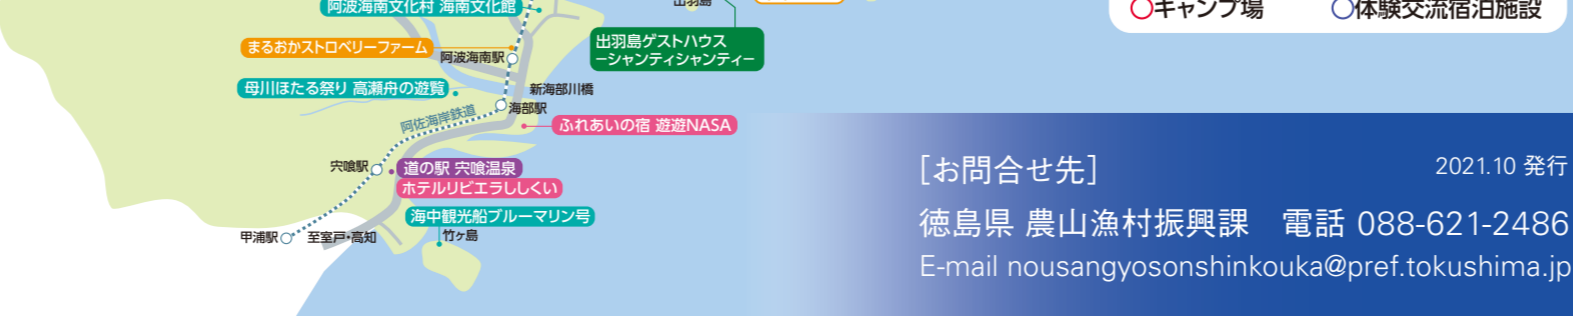 阿波海南文化村 海南文化館
出羽島
○キャンプ場
○体験交流宿泊施設
まるおかストロベリーファーム
阿波海南駅
出羽島ゲストハウス
ーシャンティシャンティー
母川ほたる祭り 高瀬舟の遊覧
新海部川橋
海部駅
阿佐海岸鉄道
ふれあいの宿 遊遊NASA
宍喰駅
道の駅 宍喰温泉
ホテルリビエラししくい
海中観光船ブルーマリン号
竹ヶ島
甲浦駅
至室戸・高知
[お問合せ先]
2021.10 発行
徳島県 農山漁村振興課 電話 088-621-2486
E-mail nousangyosonshinkouka@pref.tokushima.jp